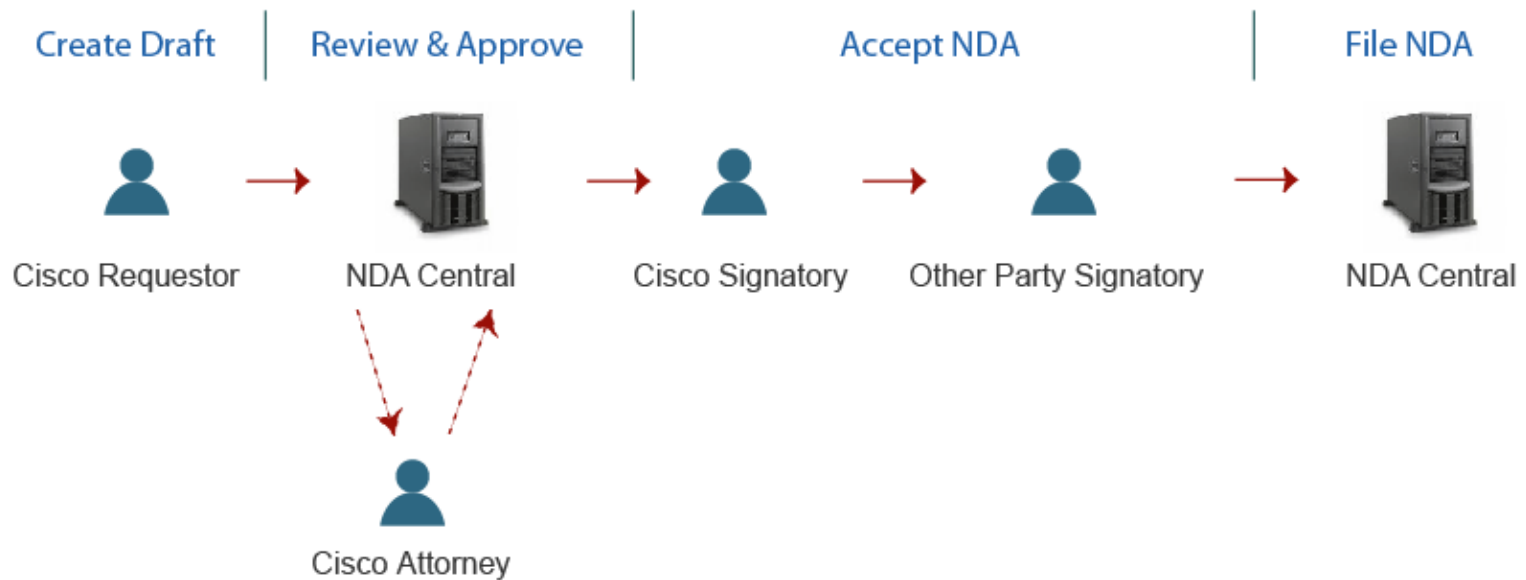 Create Draft
Review & Approve
Accept NDA
File NDA
Cisco Requestor
NDA Central
Cisco Signatory
Other Party Signatory
NDA Central
Cisco Attorney